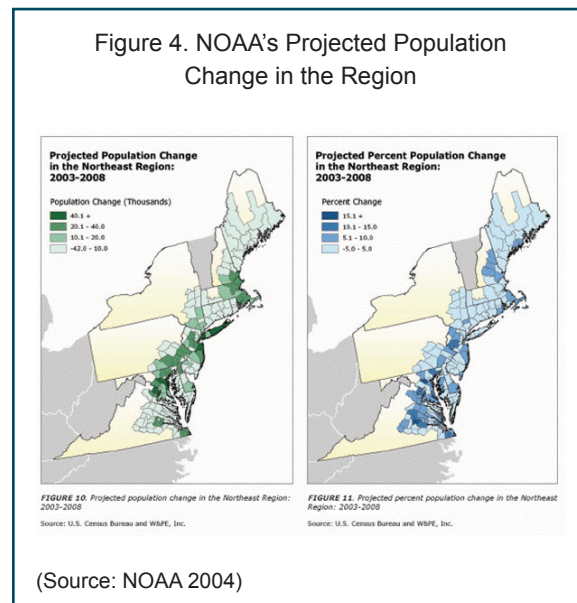 Figure 4. NOAA's Projected Population
Change in the Region
Projected Population Change
in the Northeast Region:
2003-2008
Population Change (Thousands)
40.1 +
20.1 - 40.0
10.1 - 20.0
-42.0 - 10.0
FIGURE 10. Projected population change in the Northeast Region:
2003-2008
Source: U.S. Census Bureau and W&PE, Inc.
Projected Percent Population Change
in the Northeast Region:
2003-2008
Percent Change
15.1 +
10.1 - 15.0
5.1 - 10.0
-5.0 - 5.0
FIGURE 11. Projected percent population change in the Northeast
Region: 2003-2008
Source: U.S. Census Bureau and W&PE, Inc.
(Source: NOAA 2004)